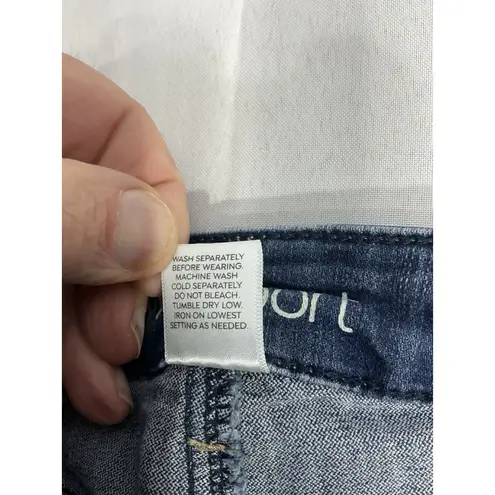 WASH SEPARATELY
BEFORE WEARING.
MACHINE WASH
COLD SEPARATELY
DO NOT BLEACH.
TUMBLE DRY LOW.
IRON ON LOWEST
SETTING AS NEEDED.